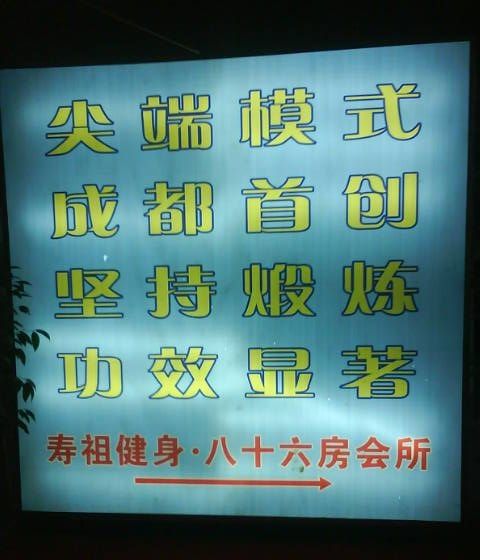 尖端模式
成都首创
坚持煅炼
功效显著
寿祖健身·八十六房会所